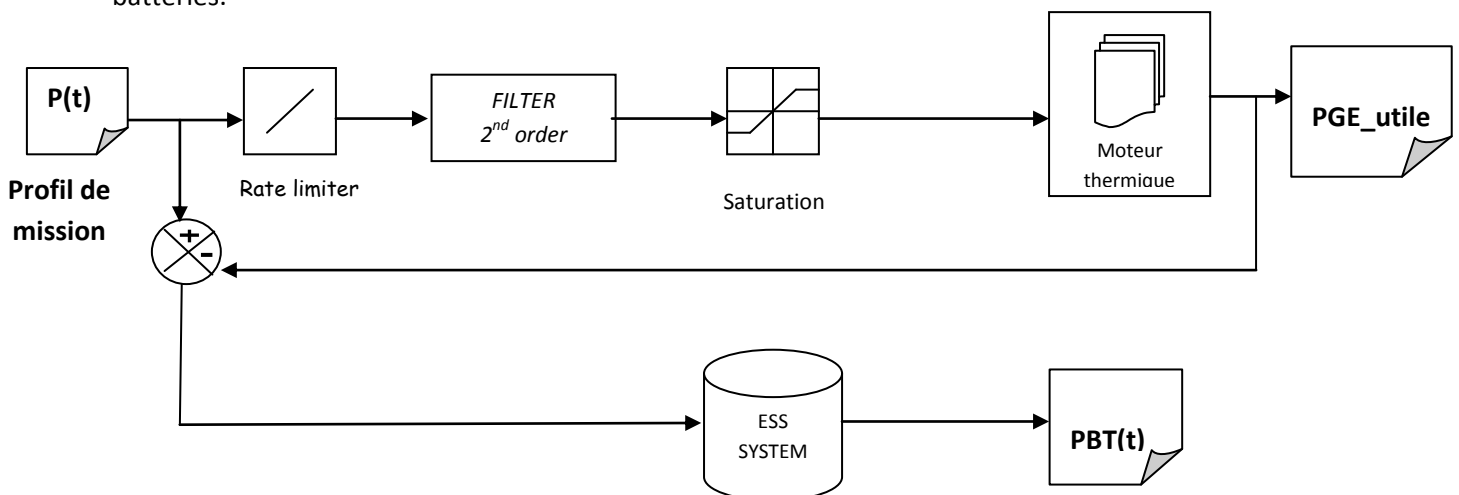 batteries.
P(t)
Profil de
mission
Rate limiter
FILTER
2nd order
Saturation
Moteur
thermique
PGE_utile
+
-
ESS
SYSTEM
PBT(t)